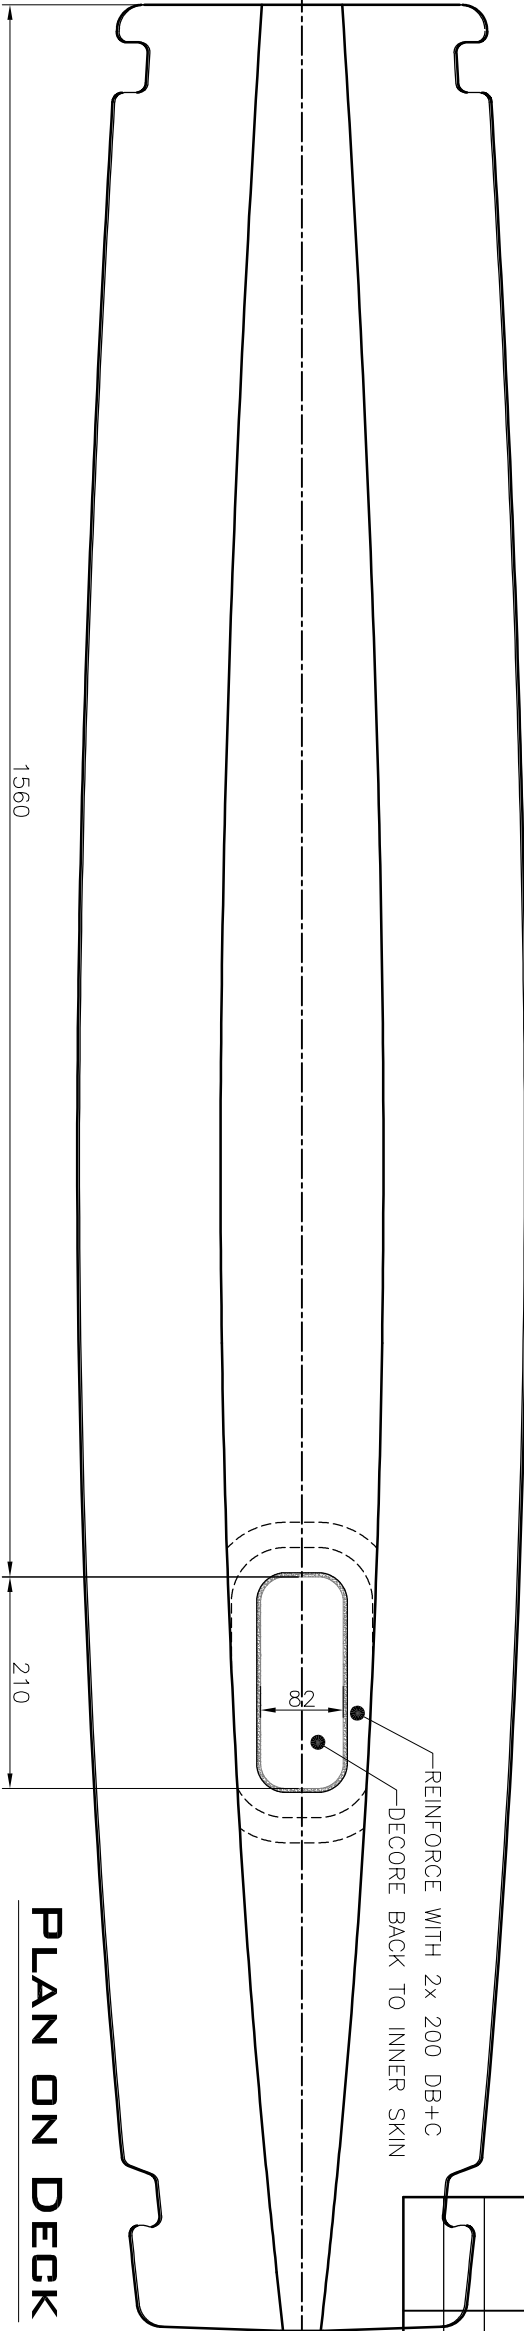 1560
210
82
REINFORCE WITH 2x 200 DB+C
DECORE BACK TO INNER SKIN
PLAN ON DECK